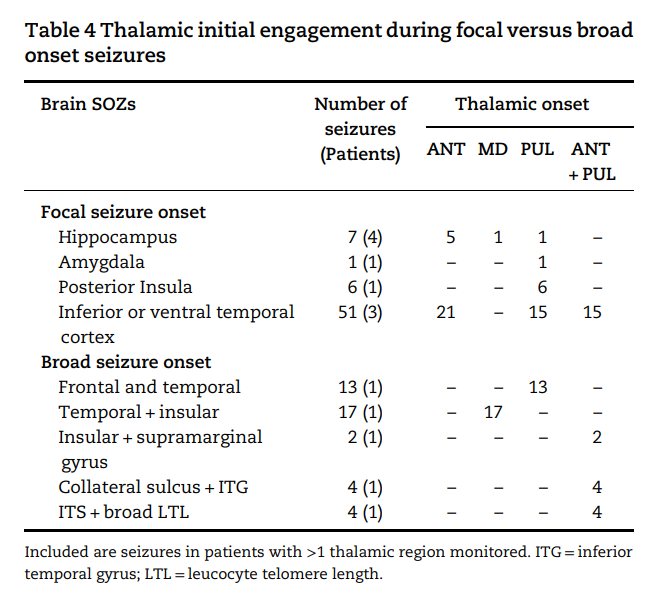 Table 4 Thalamic initial engagement during focal versus broad
onset seizures
Brain SOZs Number of Thalamic onset
seizures
(Patients) ANT MD PUL ANT
+ PUL
Focal seizure onset
Hippocampus 7 (4) 5 1 1 –
Amygdala 1 (1) – – 1 –
Posterior Insula 6 (1) – – 6 –
Inferior or ventral temporal 51 (3) 21 – 15 15
cortex
Broad seizure onset
Frontal and temporal 13 (1) – – 13 –
Temporal + insular 17 (1) – 17 – –
Insular + supramarginal 2 (1) – – – 2
gyrus
Collateral sulcus + ITG 4 (1) – – – 4
ITS + broad LTL 4 (1) – – – 4
Included are seizures in patients with >1 thalamic region monitored. ITG = inferior
temporal gyrus; LTL = leucocyte telomere length.